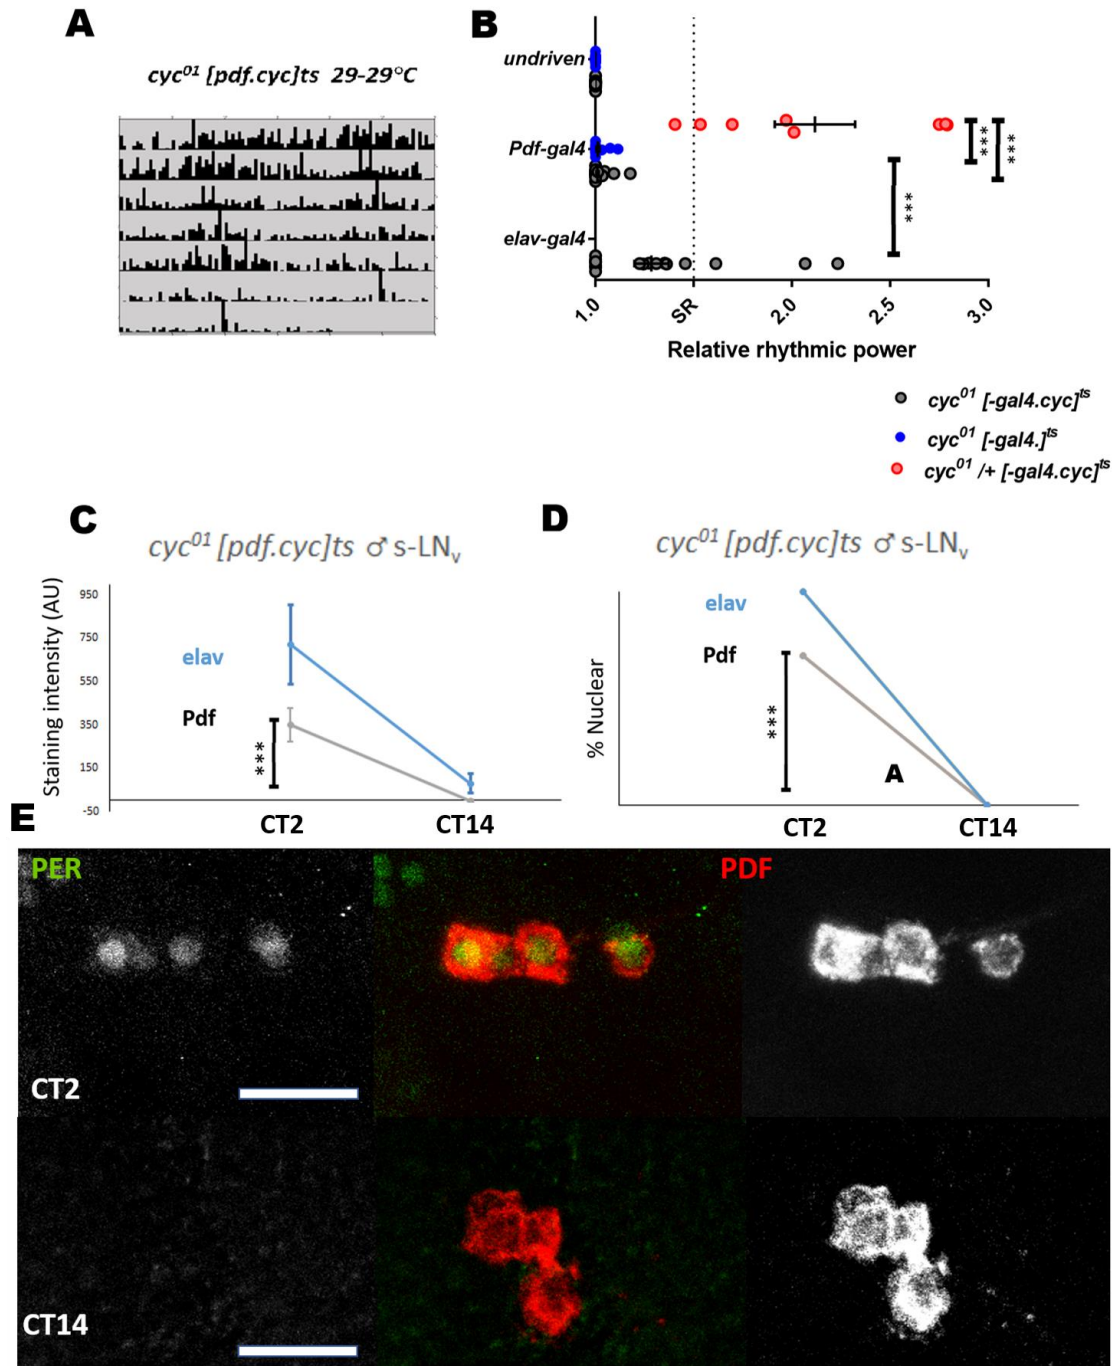 A
cyc⁰¹ [pdf.cyc]ts 29-29°C
B
undriven
Pdf-gal4
elav-gal4
***
***
***
1.0
SR
2.0
2.5
3.0
Relative rhythmic power
cyc⁰¹ [-gal4.cyc]ᵗˢ
cyc⁰¹ [-gal4.]ᵗˢ
cyc⁰¹ /+ [-gal4.cyc]ᵗˢ
C
cyc⁰¹ [pdf.cyc]ts ♂ s-LNᵥ
Staining intensity (AU)
950
750
550
350
150
-50
elav
Pdf
***
CT2
CT14
D
cyc⁰¹ [pdf.cyc]ts ♂ s-LNᵥ
% Nuclear
elav
Pdf
***
A
CT2
CT14
E
PER
PDF
CT2
CT14